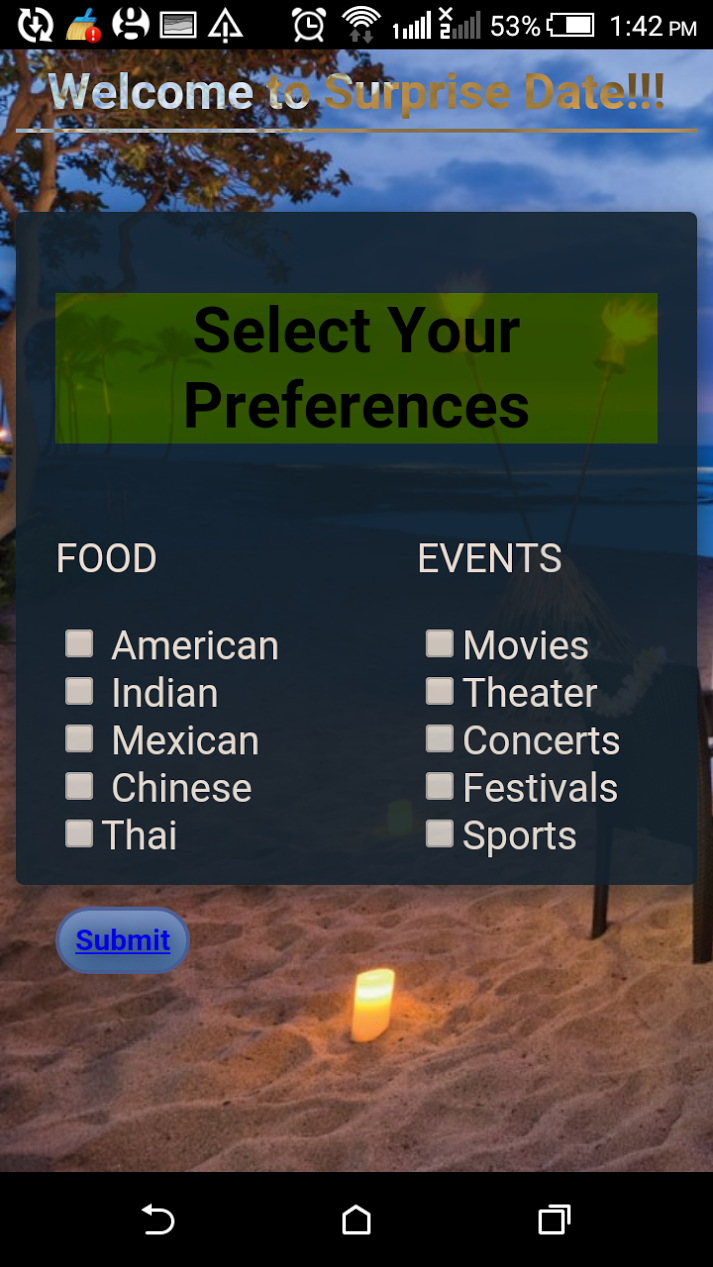 53% 1:42 PM
Welcome to Surprise Date!!!
Select Your
Preferences
FOOD
American
Indian
Mexican
Chinese
Thai
EVENTS
Movies
Theater
Concerts
Festivals
Sports
Submit